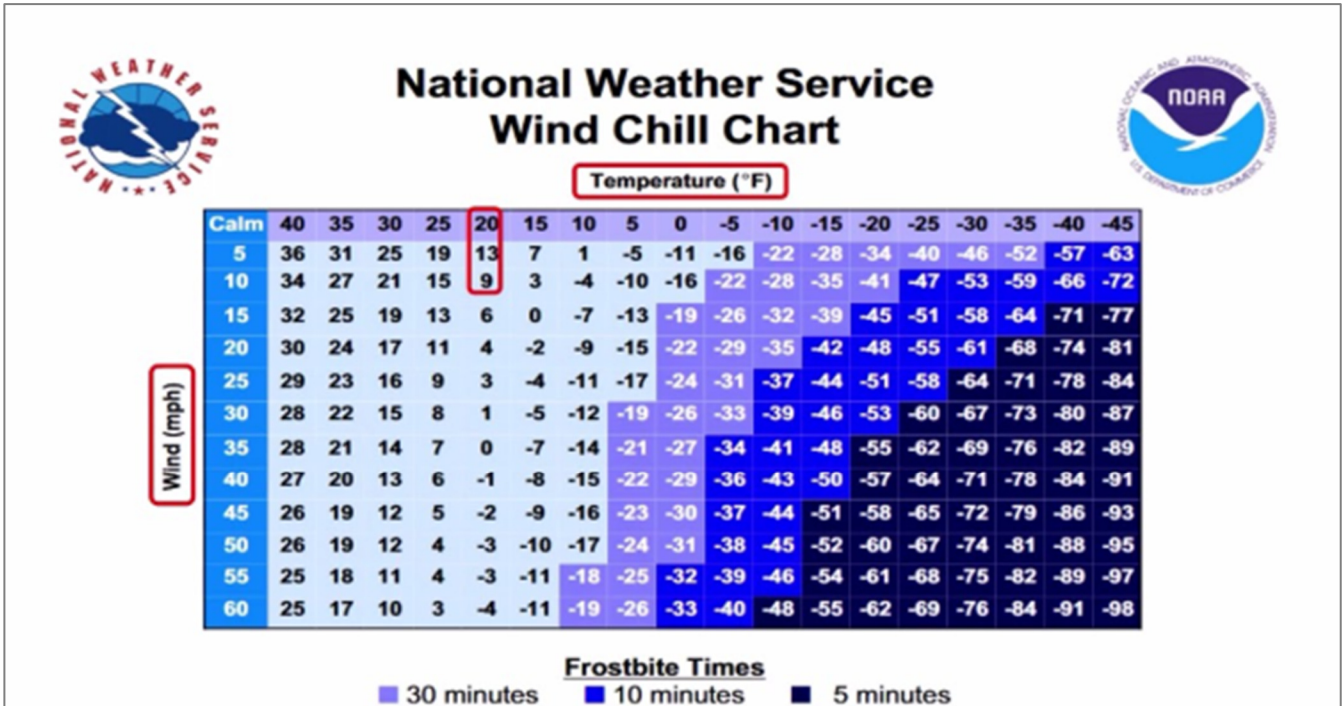 NATIONAL WEATHER SERVICE
NATIONAL OCEANIC AND ATMOSPHERIC ADMINISTRATION
NOAA
U.S. DEPARTMENT OF COMMERCE
National Weather Service
Wind Chill Chart
Temperature (°F)
Wind (mph)
Calm 40 35 30 25 20 15 10 5 0 -5 -10 -15 -20 -25 -30 -35 -40 -45
5 36 31 25 19 13 7 1 -5 -11 -16 -22 -28 -34 -40 -46 -52 -57 -63
10 34 27 21 15 9 3 -4 -10 -16 -22 -28 -35 -41 -47 -53 -59 -66 -72
15 32 25 19 13 6 0 -7 -13 -19 -26 -32 -39 -45 -51 -58 -64 -71 -77
20 30 24 17 11 4 -2 -9 -15 -22 -29 -35 -42 -48 -55 -61 -68 -74 -81
25 29 23 16 9 3 -4 -11 -17 -24 -31 -37 -44 -51 -58 -64 -71 -78 -84
30 28 22 15 8 1 -5 -12 -19 -26 -33 -39 -46 -53 -60 -67 -73 -80 -87
35 28 21 14 7 0 -7 -14 -21 -27 -34 -41 -48 -55 -62 -69 -76 -82 -89
40 27 20 13 6 -1 -8 -15 -22 -29 -36 -43 -50 -57 -64 -71 -78 -84 -91
45 26 19 12 5 -2 -9 -16 -23 -30 -37 -44 -51 -58 -65 -72 -79 -86 -93
50 26 19 12 4 -3 -10 -17 -24 -31 -38 -45 -52 -60 -67 -74 -81 -88 -95
55 25 18 11 4 -3 -11 -18 -25 -32 -39 -46 -54 -61 -68 -75 -82 -89 -97
60 25 17 10 3 -4 -11 -19 -26 -33 -40 -48 -55 -62 -69 -76 -84 -91 -98
Frostbite Times
30 minutes 10 minutes 5 minutes